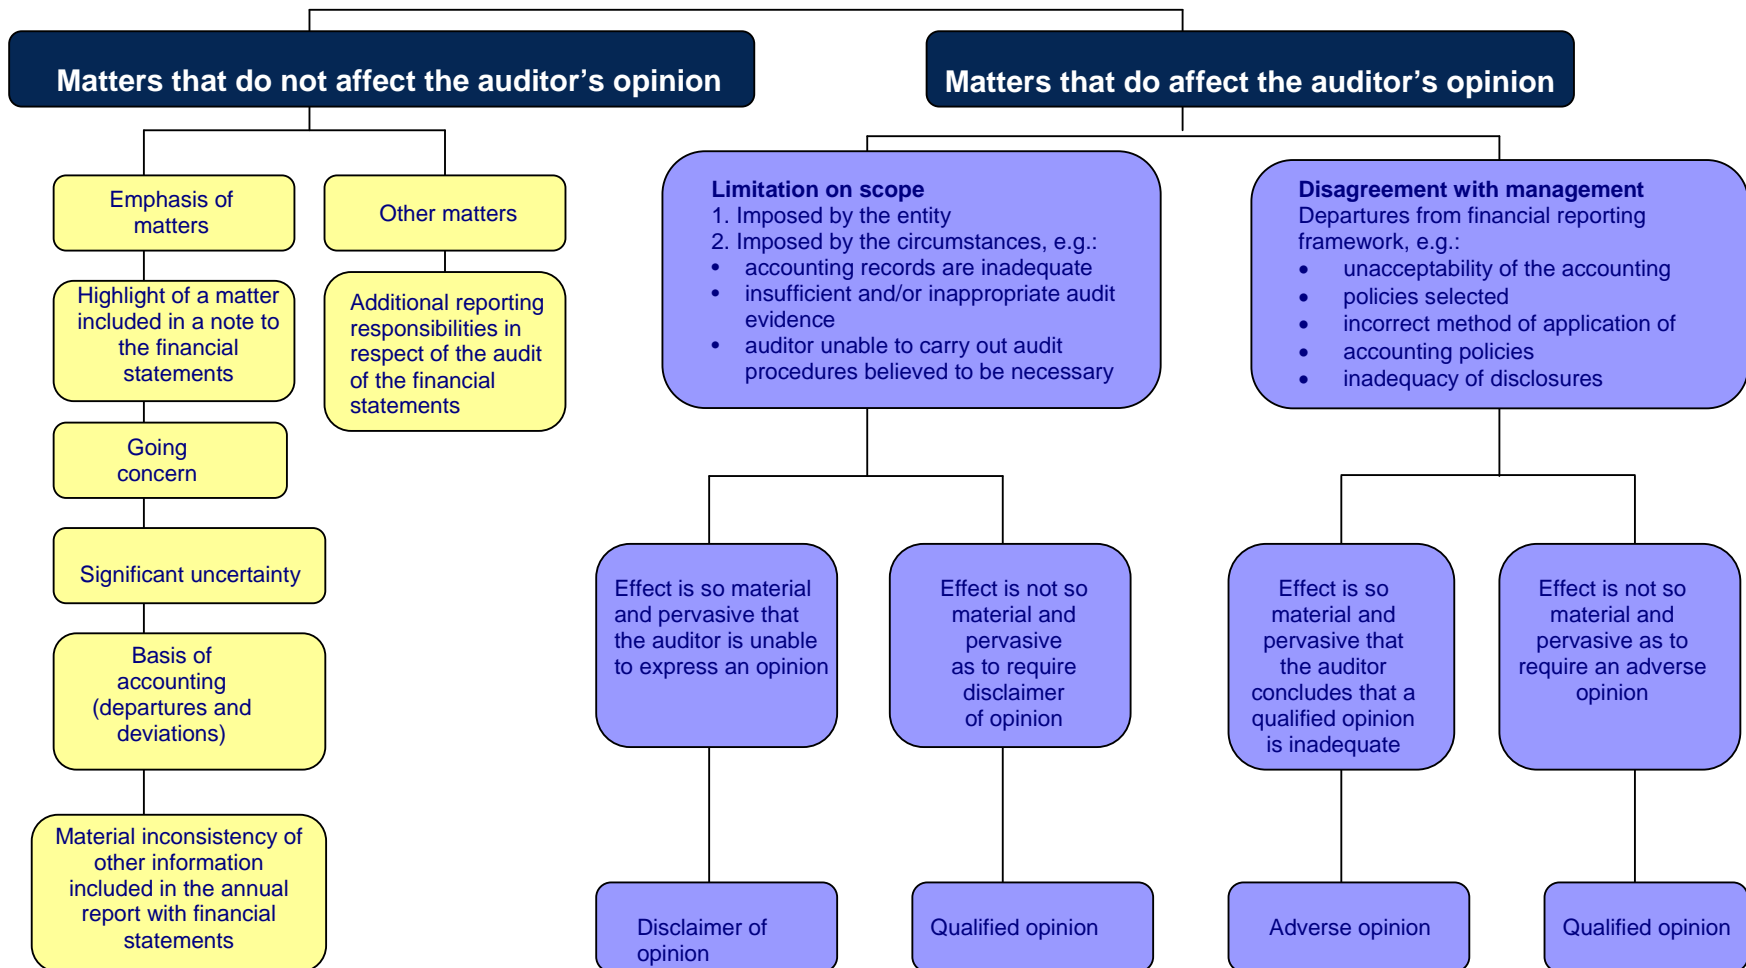 Matters that do not affect the auditor’s opinion
Matters that do affect the auditor’s opinion
Emphasis of
matters
Other matters
Highlight of a matter
included in a note to
the financial
statements
Additional reporting
responsibilities in
respect of the audit
of the financial
statements
Going
concern
Significant uncertainty
Basis of
accounting
(departures and
deviations)
Material inconsistency of
other information
included in the annual
report with financial
statements
Limitation on scope
1. Imposed by the entity
2. Imposed by the circumstances, e.g.:
• accounting records are inadequate
• insufficient and/or inappropriate audit
evidence
• auditor unable to carry out audit
procedures believed to be necessary
Disagreement with management
Departures from financial reporting
framework, e.g.:
• unacceptability of the accounting
• policies selected
• incorrect method of application of
• accounting policies
• inadequacy of disclosures
Effect is so material
and pervasive that
the auditor is unable
to express an opinion
Effect is not so
material and
pervasive
as to require
disclaimer
of opinion
Effect is so
material and
pervasive that
the auditor
concludes that a
qualified opinion
is inadequate
Effect is not so
material and
pervasive as to
require an adverse
opinion
Disclaimer of
opinion
Qualified opinion
Adverse opinion
Qualified opinion